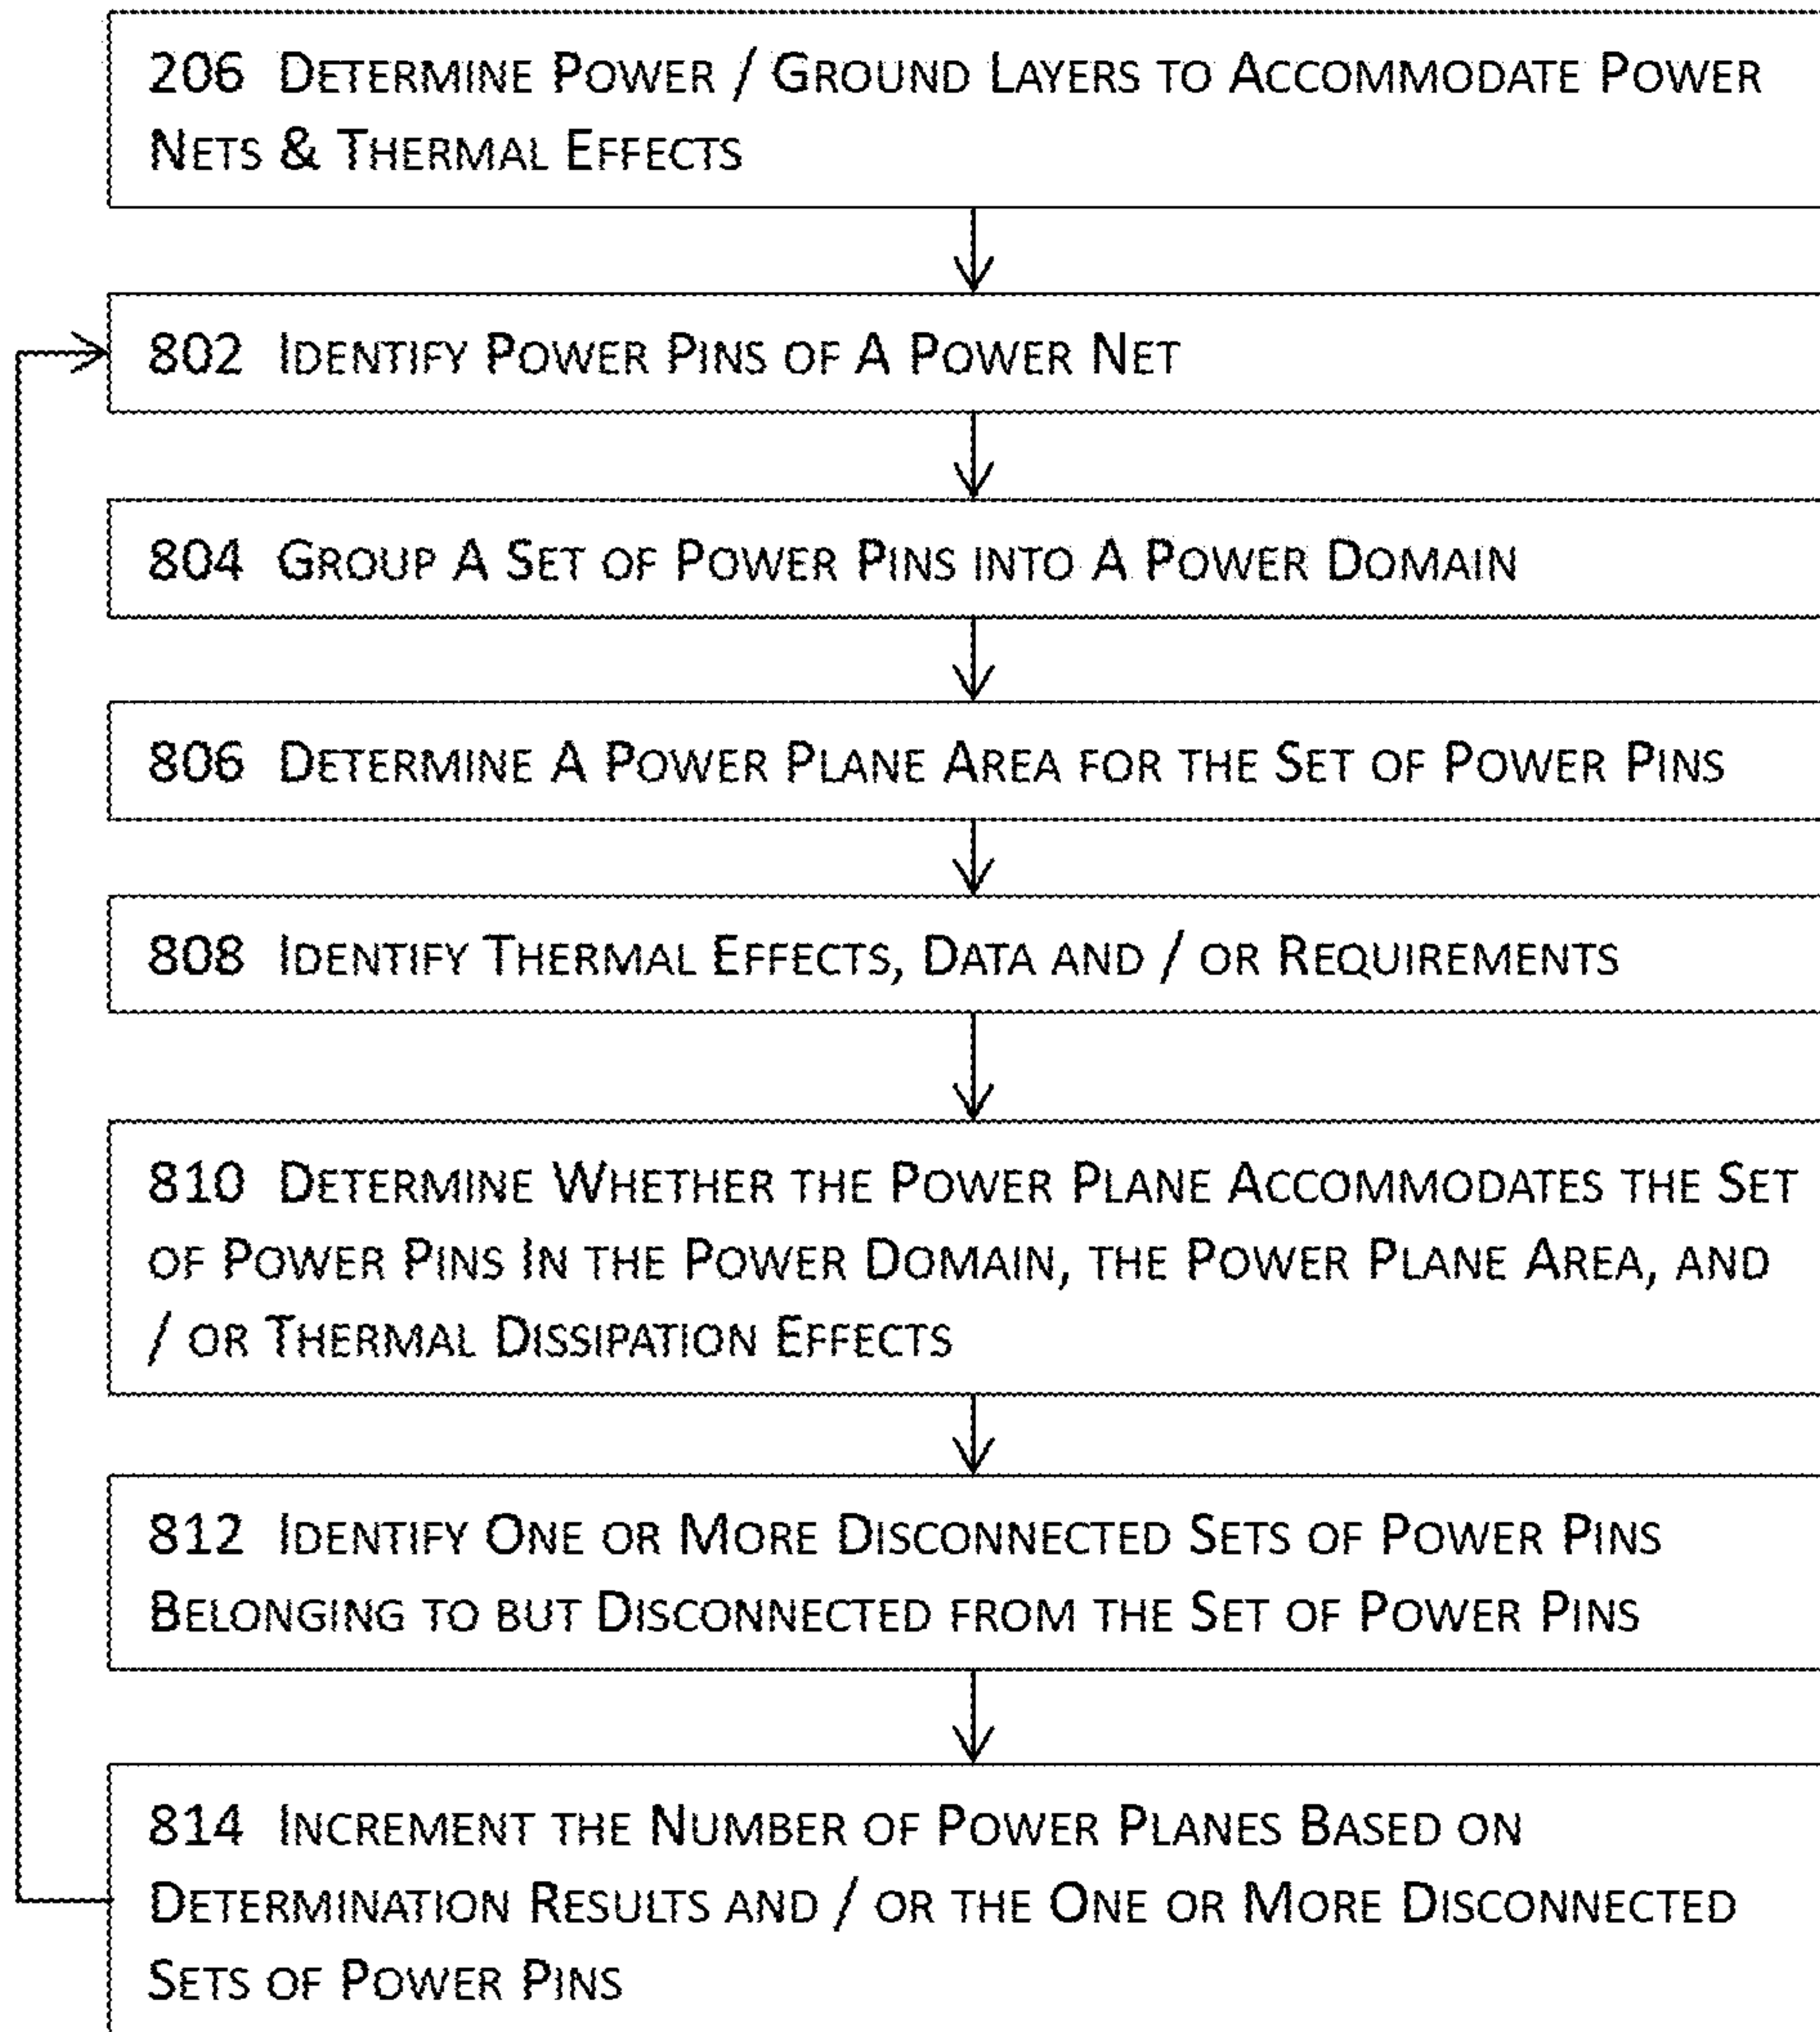 206 Determine Power / Ground Layers to Accommodate Power
Nets & Thermal Effects
802 Identify Power Pins of A Power Net
804 Group A Set of Power Pins into A Power Domain
806 Determine A Power Plane Area for the Set of Power Pins
808 Identify Thermal Effects, Data and / or Requirements
810 Determine Whether the Power Plane Accommodates the Set
of Power Pins In the Power Domain, the Power Plane Area, and
/ or Thermal Dissipation Effects
812 Identify One or More Disconnected Sets of Power Pins
Belonging to but Disconnected from the Set of Power Pins
814 Increment the Number of Power Planes Based on
Determination Results and / or the One or More Disconnected
Sets of Power Pins